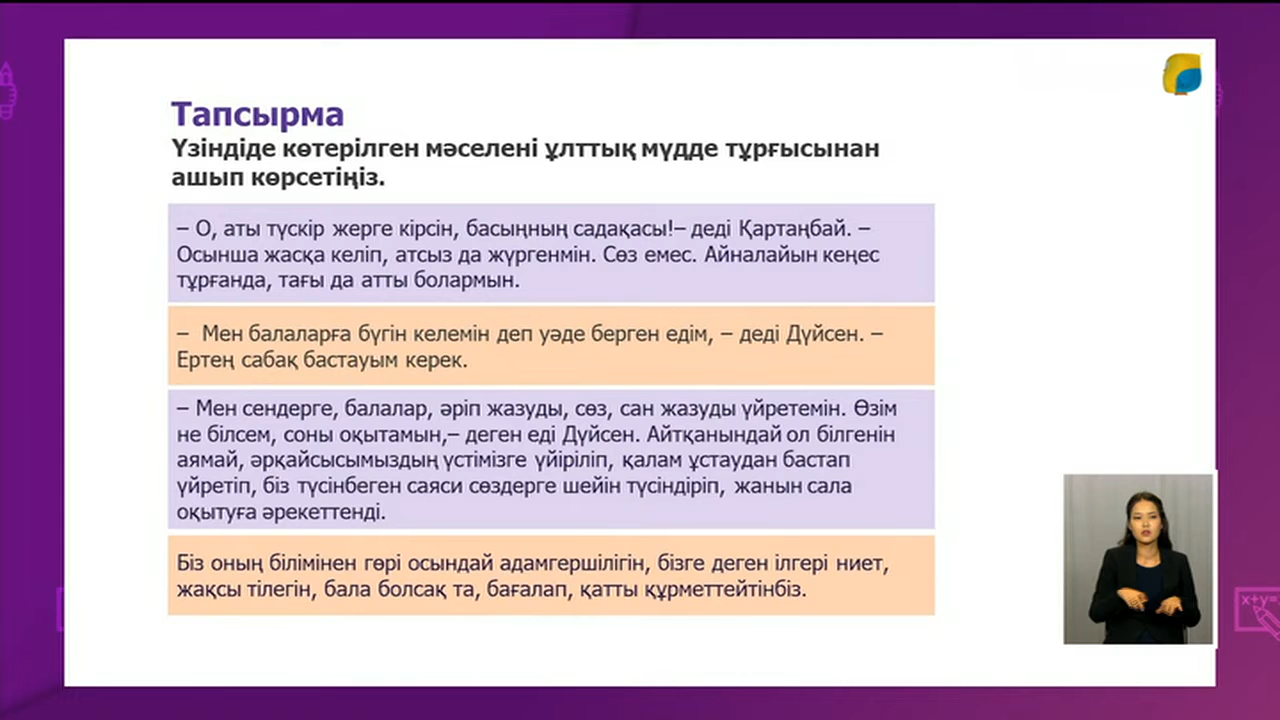 Тапсырма
Үзіндіде көтерілген мәселені ұлттық мүдде тұрғысынан
ашып көрсетіңіз.
– О, аты түскір жерге кірсін, басыңның садақасы!– деді Қартаңбай. –
Осынша жасқа келіп, атсыз да жүргенмін. Сөз емес. Айналайын кеңес
тұрғанда, тағы да атты болармын.
– Мен балаларға бүгін келемін деп уәде берген едім, – деді Дүйсен. –
Ертең сабақ бастауым керек.
– Мен сендерге, балалар, әріп жазуды, сөз, сан жазуды үйретемін. Өзім
не білсем, соны оқытамын,– деген еді Дүйсен. Айтқанындай ол білгенін
аямай, әрқайсысымыздың үстімізге үйіріліп, қалам ұстаудан бастап
үйретіп, біз түсінбеген саяси сөздерге шейін түсіндіріп, жанын сала
оқытуға әрекеттенді.
Біз оның білімінен гөрі осындай адамгершілігін, бізге деген ілгері ниет,
жақсы тілегін, бала болсақ та, бағалап, қатты құрметтейтінбіз.
x+y=